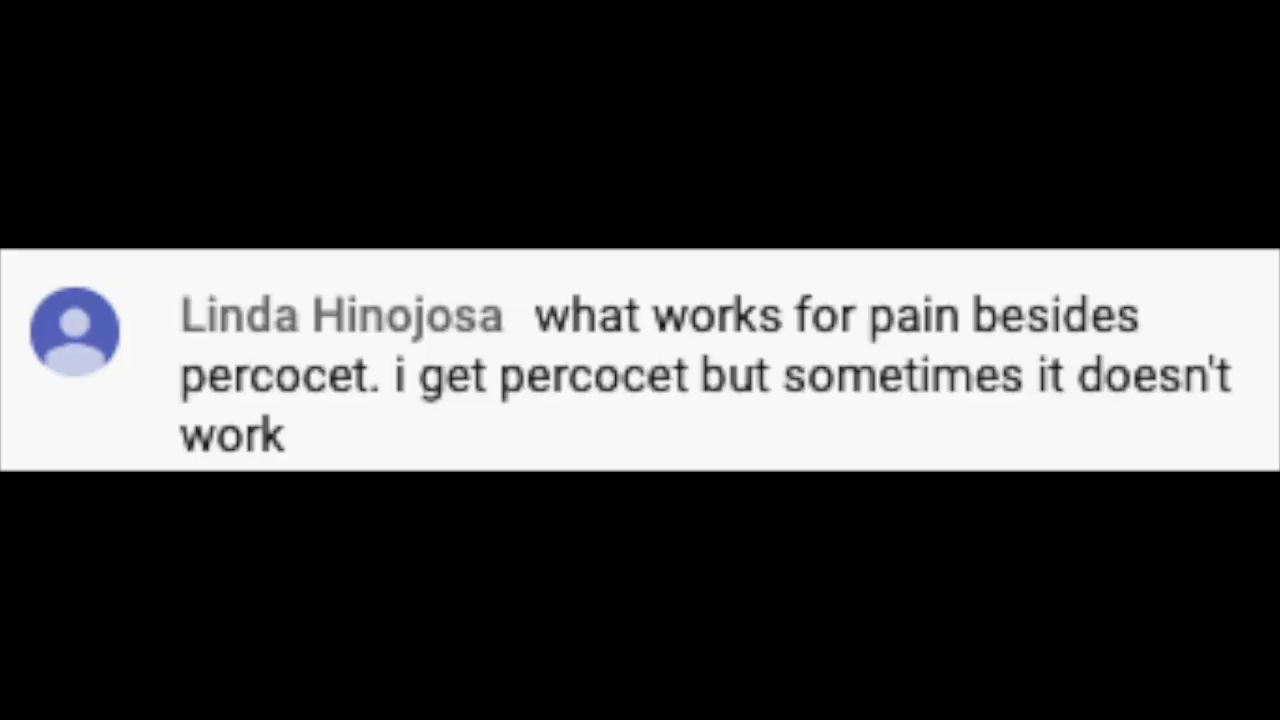 Linda Hinojosa what works for pain besides
percocet. i get percocet but sometimes it doesn't
work